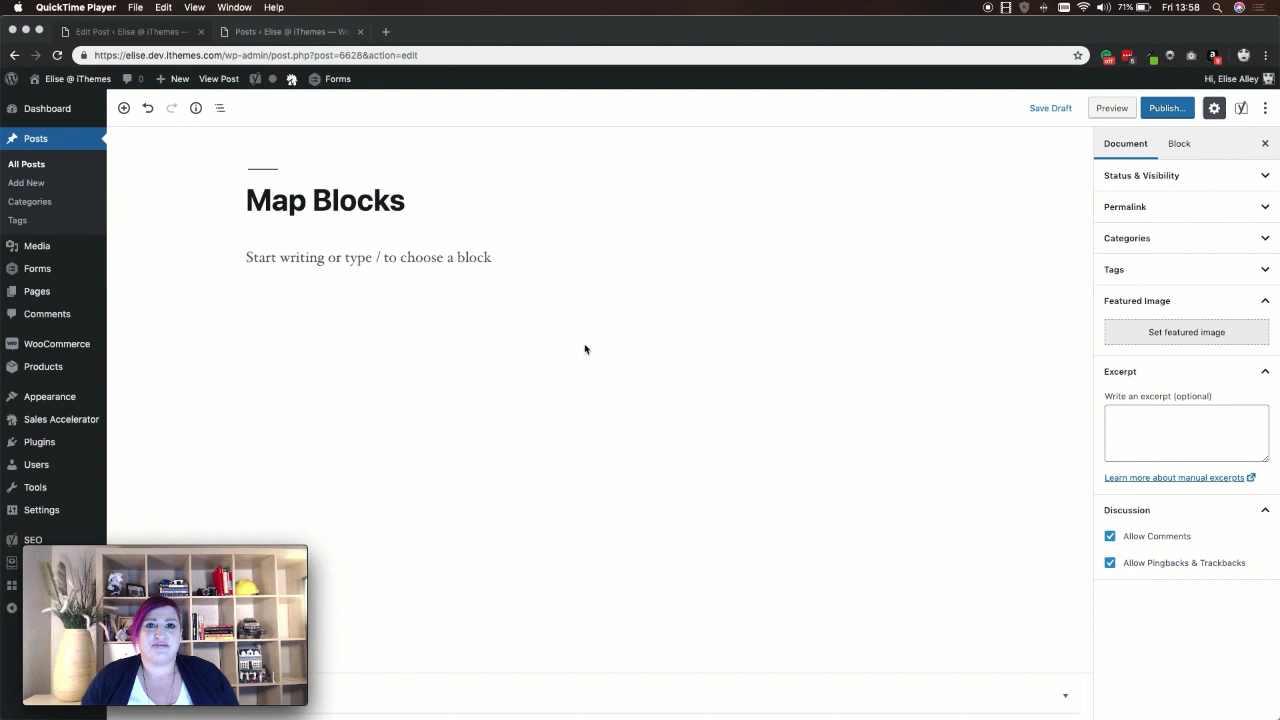 QuickTime Player File Edit View Window Help 7% Fri 13:58
Edit Post ‹ Elise @ iThemes — Posts ‹ Elise @ iThemes — Wo
https://elise.dev.ithemes.com/wp-admin/post.php?post=6628&action=edit
Elise @ iThemes 0 New View Post Forms Hi, Elise Alley
Dashboard
Posts
All Posts
Add New
Categories
Tags
Media
Forms
Pages
Comments
WooCommerce
Products
Appearance
Sales Accelerator
Plugins
Users
Tools
Settings
SEO
Save Draft Preview Publish...
Map Blocks
Start writing or type / to choose a block
Document Block
Status & Visibility
Permalink
Categories
Tags
Featured Image
Set featured image
Excerpt
Write an excerpt (optional)
Learn more about manual excerpts
Discussion
Allow Comments
Allow Pingbacks & Trackbacks